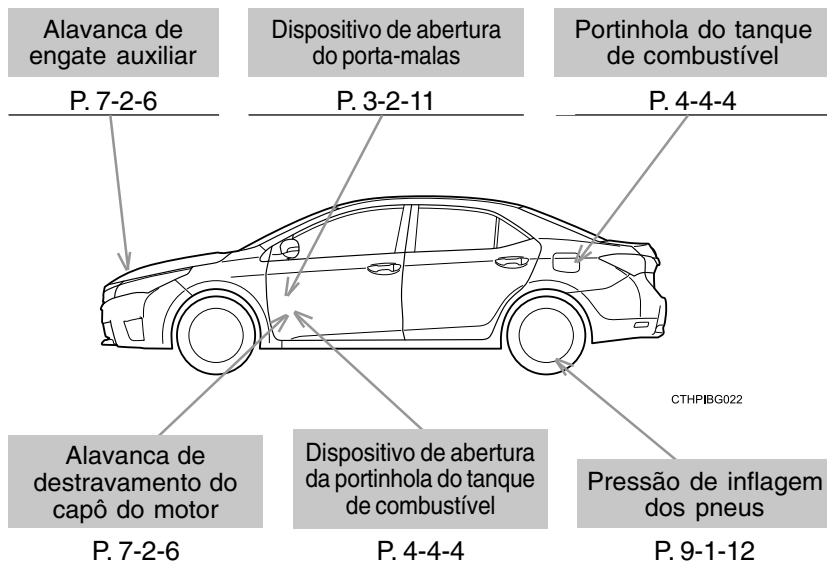 Alavanca de
engate auxiliar
P. 7-2-6
Dispositivo de abertura
do porta-malas
P. 3-2-11
Portinhola do tanque
de combustível
P. 4-4-4
CTHPIBG022
Alavanca de
destravamento do
capô do motor
P. 7-2-6
Dispositivo de abertura
da portinhola do tanque
de combustível
P. 4-4-4
Pressão de inflagem
dos pneus
P. 9-1-12